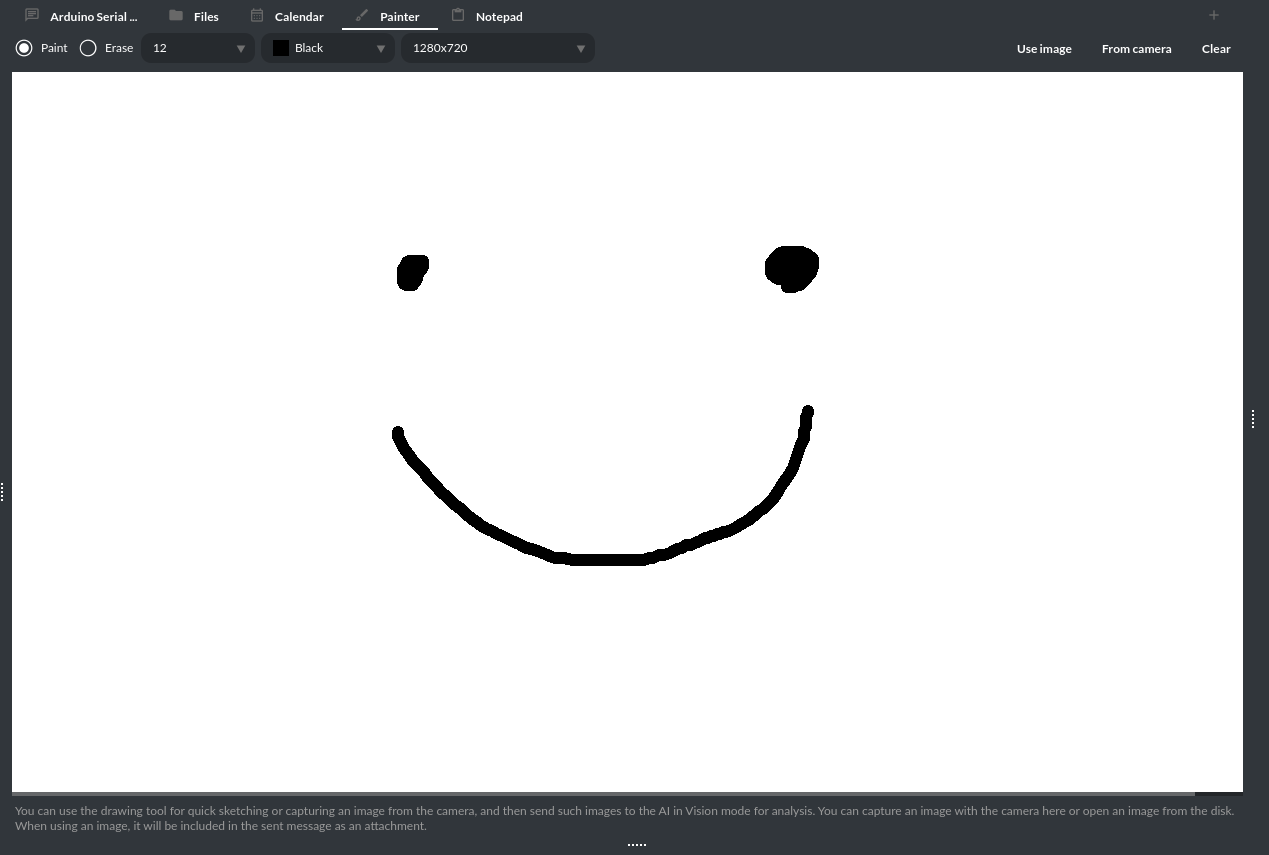 Arduino Serial ... Files Calendar Painter Notepad
Paint Erase 12 Black 1280x720 Use image From camera Clear
You can use the drawing tool for quick sketching or capturing an image from the camera, and then send such images to the AI in Vision mode for analysis. You can capture an image with the camera here or open an image from the disk.
When using an image, it will be included in the sent message as an attachment.